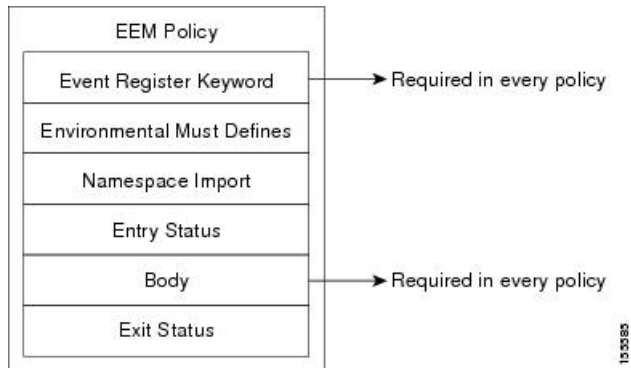 EEM Policy
Event Register Keyword
Required in every policy
Environmental Must Defines
Namespace Import
Entry Status
Body
Required in every policy
Exit Status
155585